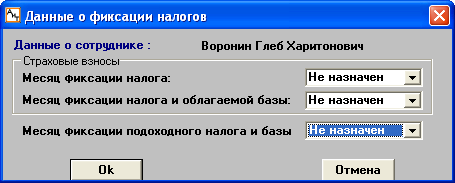 Данные о фиксации налогов
Данные о сотруднике : Воронин Глеб Харитонович
Страховые взносы
Месяц фиксации налога: Не назначен
Месяц фиксации налога и облагаемой базы: Не назначен
Месяц фиксации подоходного налога и базы Не назначен
Ok Отмена